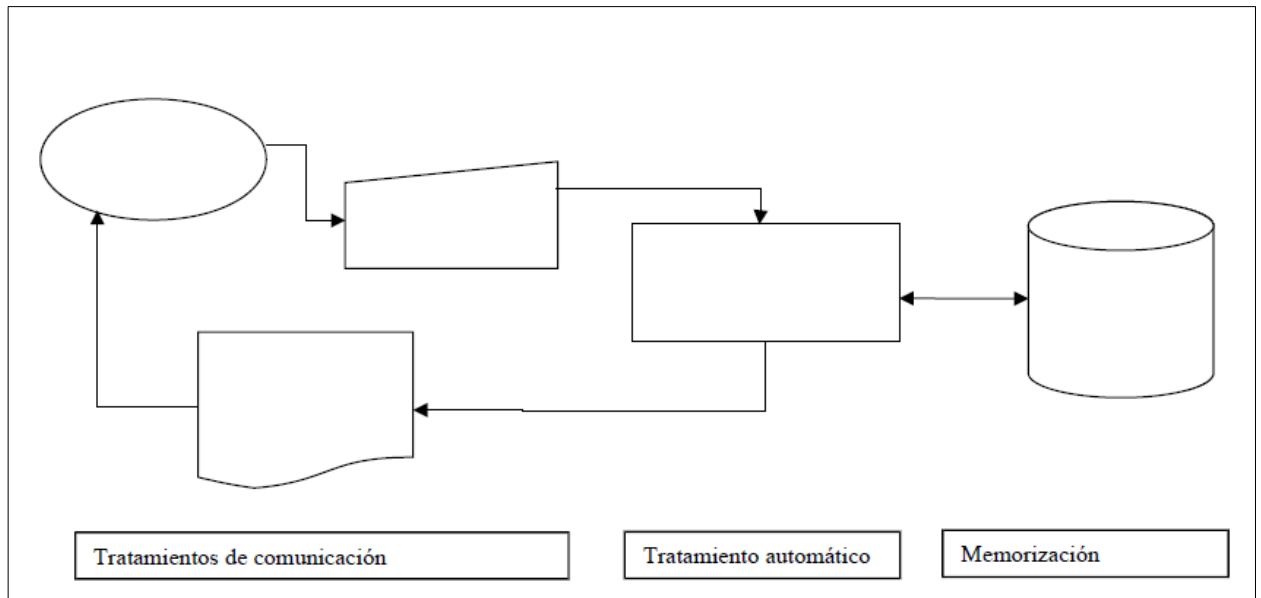 Tratamientos de comunicación
Tratamiento automático
Memorización